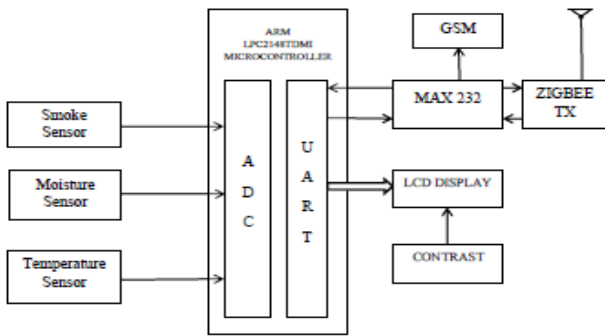 ARM
LPC2148TDMI
MICROCONTROLLER
GSM
MAX 232
ZIGBEE
TX
Smoke
Sensor
Moisture
Sensor
Temperature
Sensor
A
D
C
U
A
R
T
LCD DISPLAY
CONTRAST